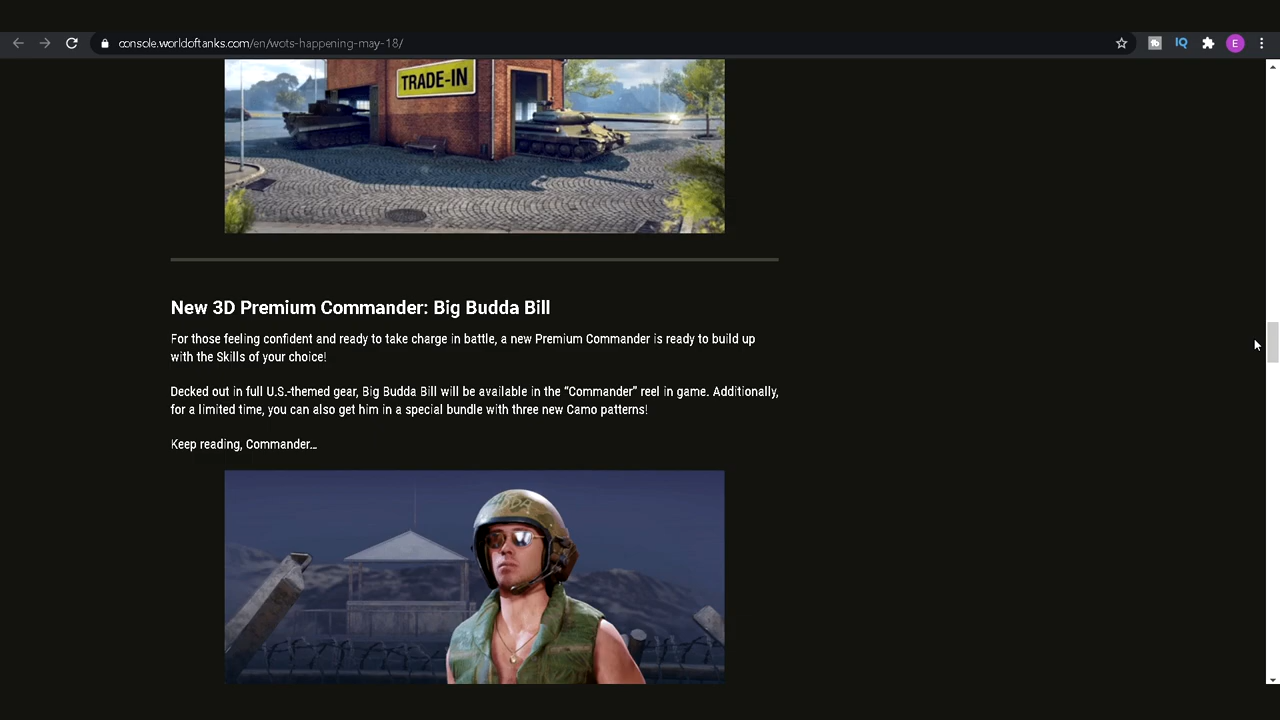 console.worldoftanks.com/en/wots-happening-may-18/
IQ
E
TRADE-IN
New 3D Premium Commander: Big Budda Bill
For those feeling confident and ready to take charge in battle, a new Premium Commander is ready to build up
with the Skills of your choice!
Decked out in full U.S.-themed gear, Big Budda Bill will be available in the “Commander” reel in game. Additionally,
for a limited time, you can also get him in a special bundle with three new Camo patterns!
Keep reading, Commander…